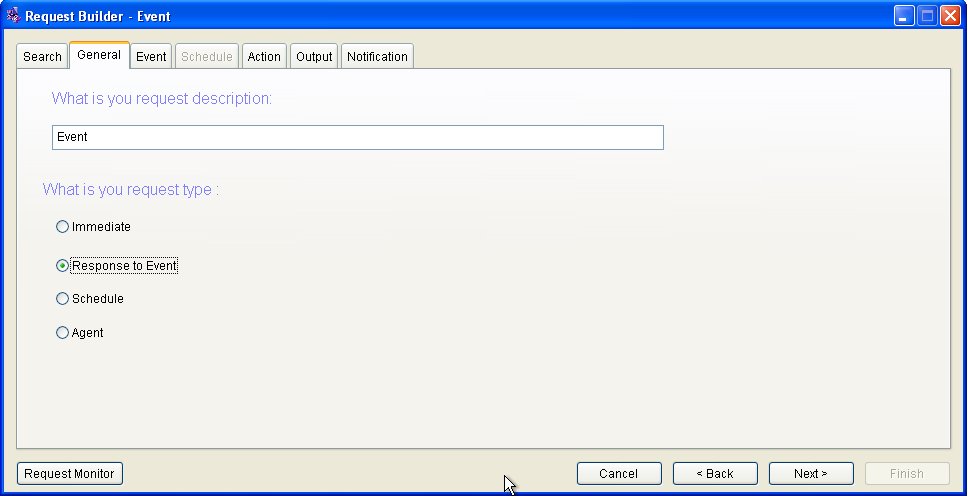 Request Builder - Event
Search General Event Schedule Action Output Notification
What is you request description:
Event
What is you request type :
Immediate
Response to Event
Schedule
Agent
Request Monitor Cancel < Back Next > Finish